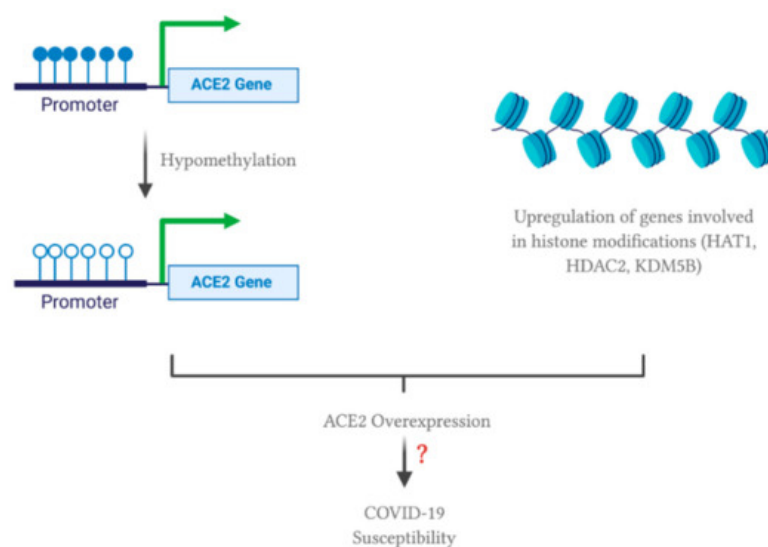 ACE2 Gene
Promoter
Hypomethylation
ACE2 Gene
Promoter
Upregulation of genes involved
in histone modifications (HAT1,
HDAC2, KDM5B)
ACE2 Overexpression
?
COVID-19
Susceptibility